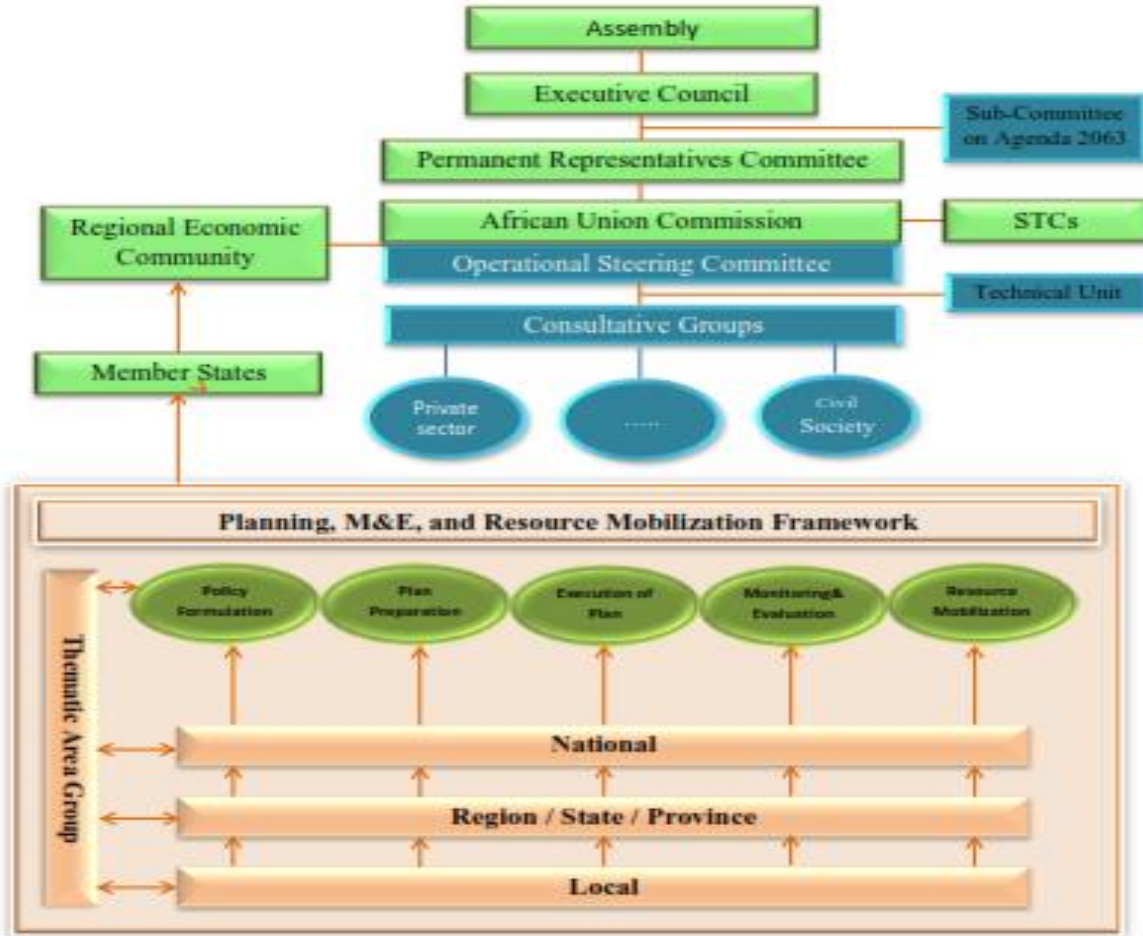 Assembly
Executive Council
Sub-Committee
on Agenda 2063
Permanent Representatives Committee
African Union Commission
STCs
Regional Economic
Community
Operational Steering Committee
Technical Unit
Consultative Groups
Member States
Private
sector
.....
Civil
Society
Planning, M&E, and Resource Mobilization Framework
Thematic Area Group
Policy
Formulation
Plan
Preparation
Execution of
Plan
Monitoring&
Evaluation
Resource
Mobilization
National
Region / State / Province
Local